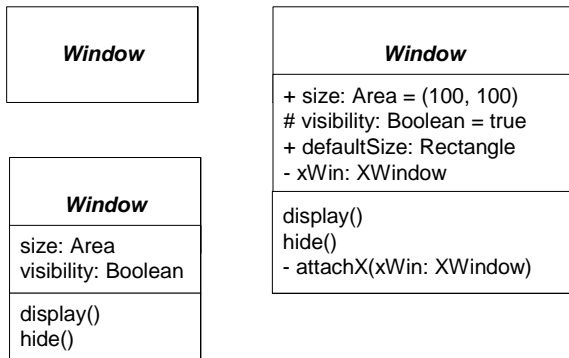 Window
Window
size: Area
visibility: Boolean
display()
hide()
Window
+ size: Area = (100, 100)
# visibility: Boolean = true
+ defaultSize: Rectangle
- xWin: XWindow
display()
hide()
- attachX(xWin: XWindow)